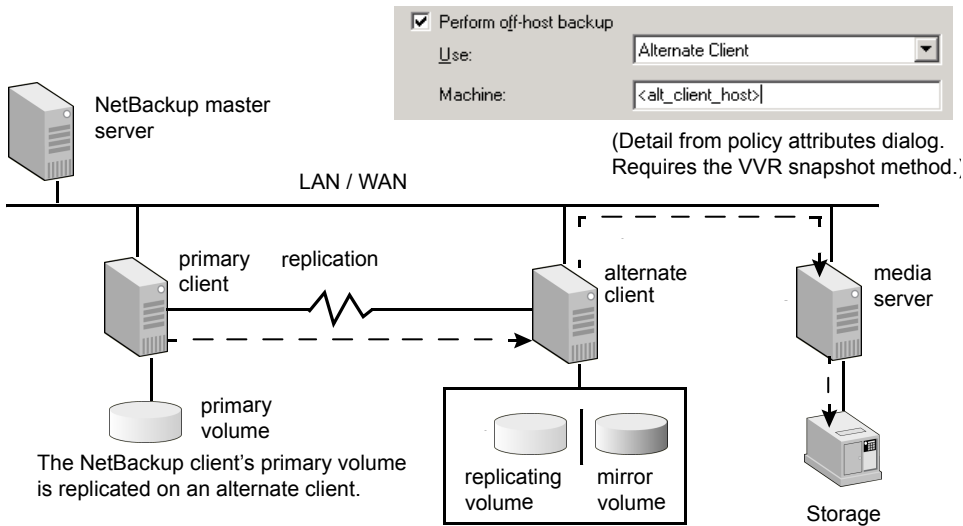 Perform off-host backup
Use:
Alternate Client
Machine:
<alt_client_host>
(Detail from policy attributes dialog.
Requires the VVR snapshot method.)
NetBackup master
server
LAN / WAN
primary
client
replication
alternate
client
media
server
primary
volume
The NetBackup client's primary volume
is replicated on an alternate client.
replicating
volume
mirror
volume
Storage